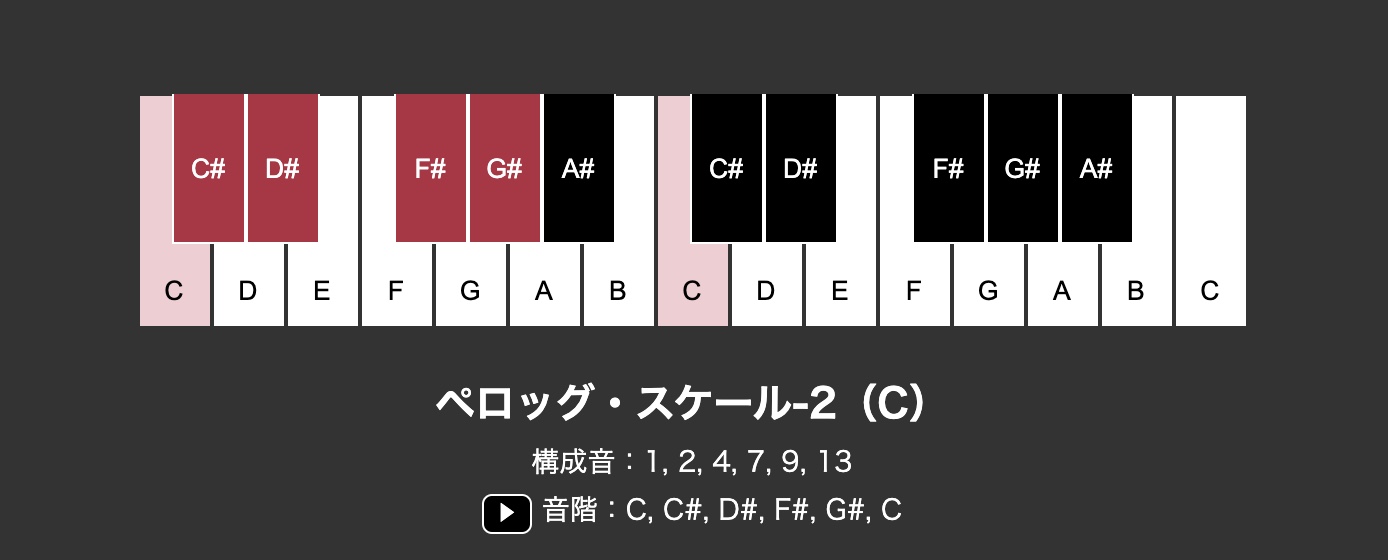 C# D# F# G# A# C# D# F# G# A#
C D E F G A B C D E F G A B C
ペロッグ・スケール-2（C）
構成音：1, 2, 4, 7, 9, 13
音階：C, C#, D#, F#, G#, C